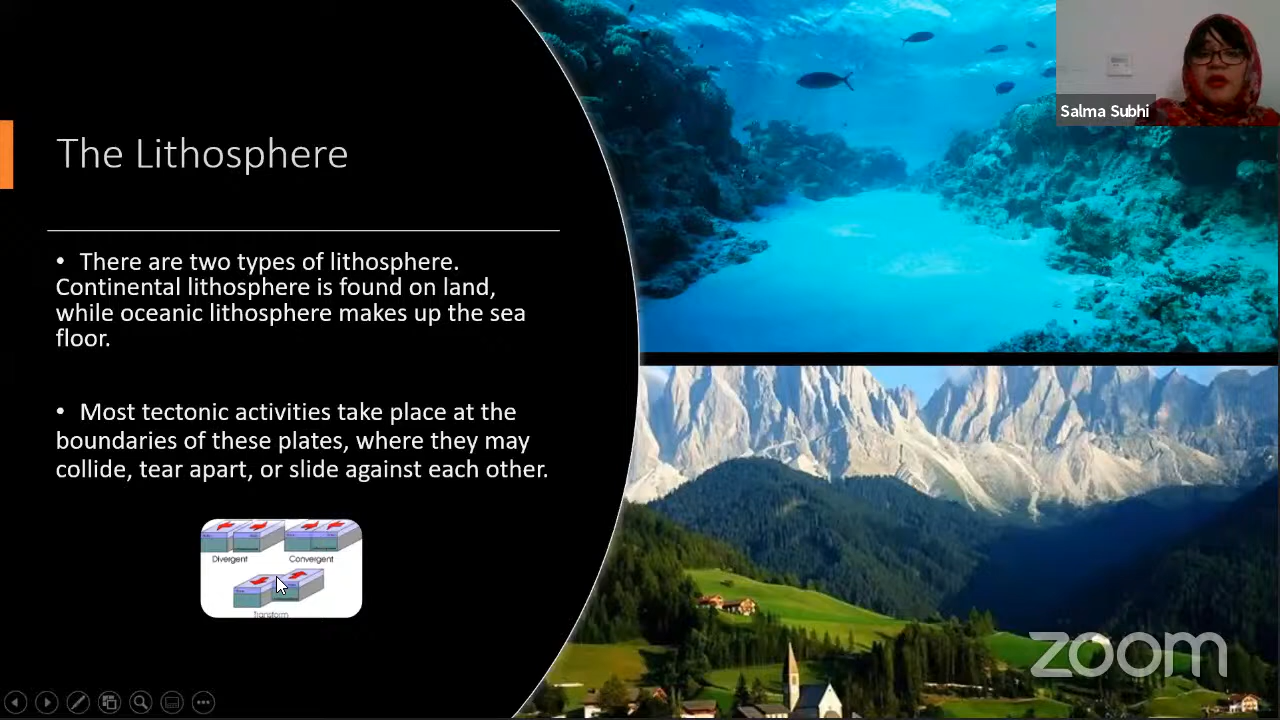 Salma Subhi
The Lithosphere
• There are two types of lithosphere.
Continental lithosphere is found on land,
while oceanic lithosphere makes up the sea
floor.
• Most tectonic activities take place at the
boundaries of these plates, where they may
collide, tear apart, or slide against each other.
Divergent Convergent
Transform
zoom